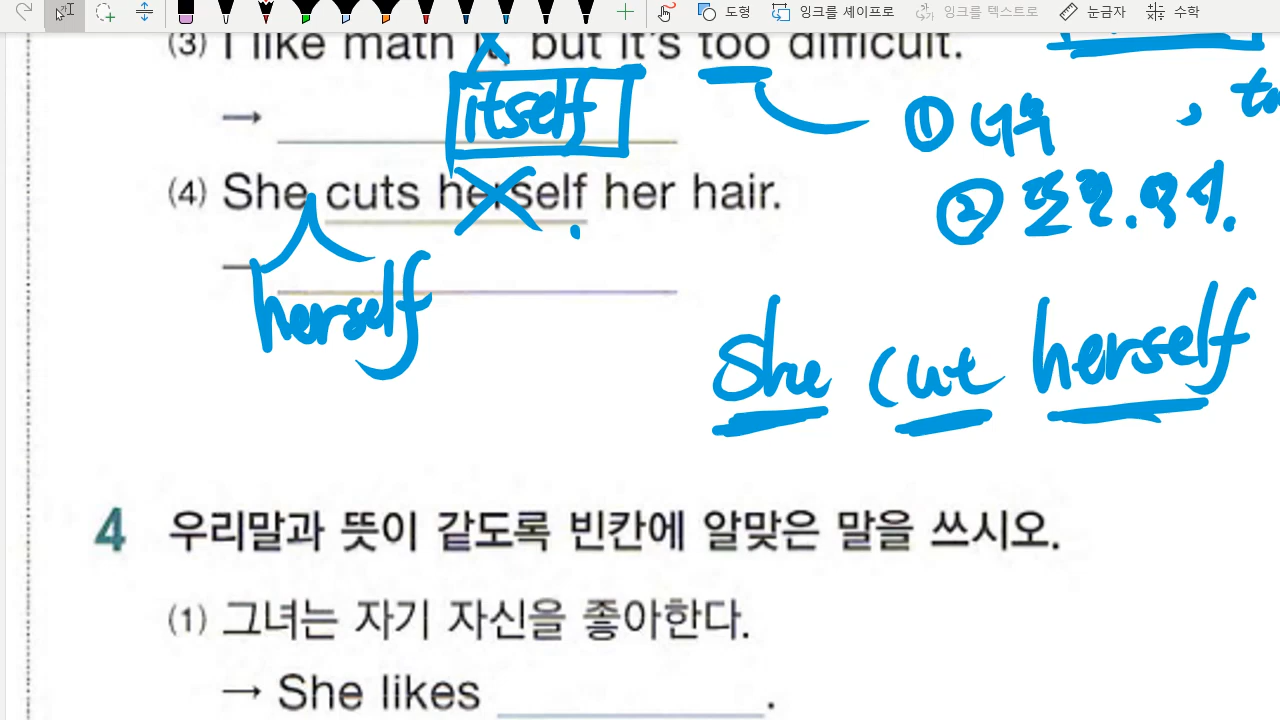 도형 잉크를 셰이프로 잉크를 텍스트로 눈금자 수학
(3) I like math it, but it's too difficult.
itself
→
① 너무 ,
② 또한. 역시.
(4) She cuts herself her hair.
herself
She cut herself
4 우리말과 뜻이 같도록 빈칸에 알맞은 말을 쓰시오.
(1) 그녀는 자기 자신을 좋아한다.
→ She likes ____.